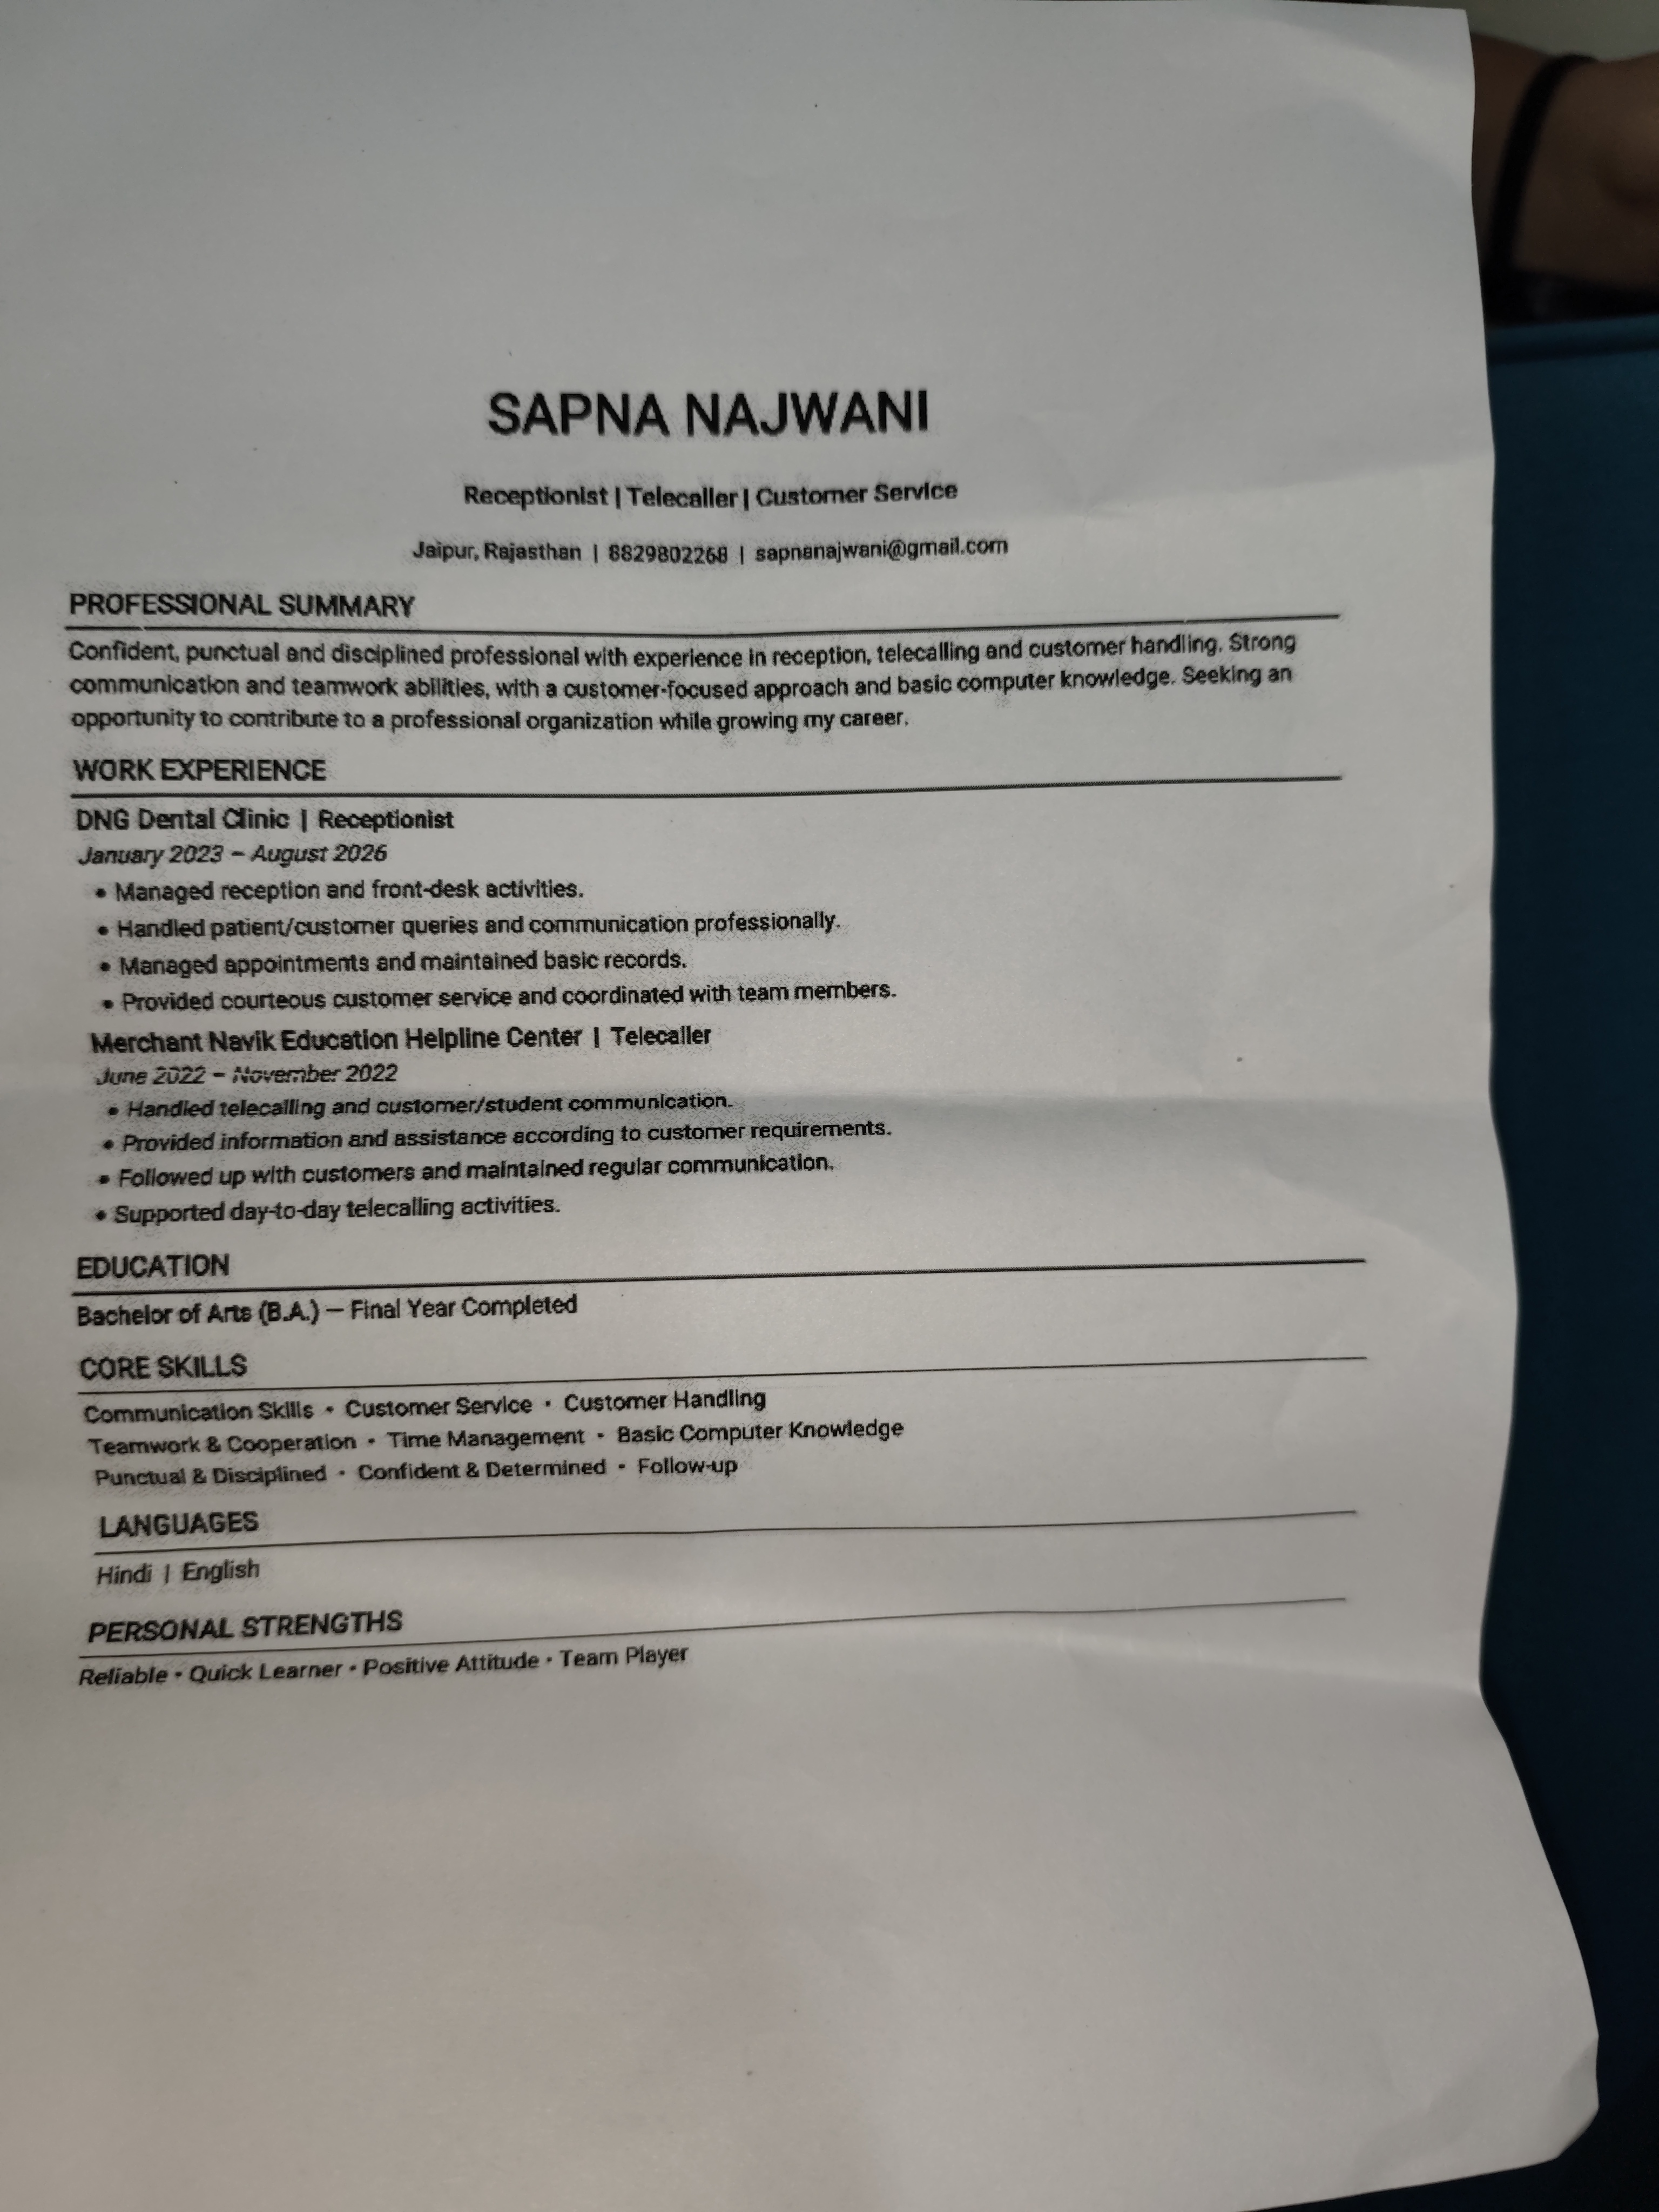 SAPNA NAJWANI
Receptionist | Telecaller | Customer Service
Jaipur, Rajasthan | 8829802268 | sapnanajwani@gmail.com
PROFESSIONAL SUMMARY
Confident, punctual and disciplined professional with experience in reception, telecalling and customer handling. Strong
communication and teamwork abilities, with a customer-focused approach and basic computer knowledge. Seeking an
opportunity to contribute to a professional organization while growing my career.
WORK EXPERIENCE
DNG Dental Clinic | Receptionist
January 2023 – August 2026
• Managed reception and front-desk activities.
• Handled patient/customer queries and communication professionally.
• Managed appointments and maintained basic records.
• Provided courteous customer service and coordinated with team members.
Merchant Navik Education Helpline Center | Telecaller
June 2022 – November 2022
• Handled telecalling and customer/student communication.
• Provided information and assistance according to customer requirements.
• Followed up with customers and maintained regular communication.
• Supported day-to-day telecalling activities.
EDUCATION
Bachelor of Arts (B.A.) — Final Year Completed
CORE SKILLS
Communication Skills • Customer Service • Customer Handling
Teamwork & Cooperation • Time Management • Basic Computer Knowledge
Punctual & Disciplined • Confident & Determined • Follow-up
LANGUAGES
Hindi | English
PERSONAL STRENGTHS
Reliable • Quick Learner • Positive Attitude • Team Player